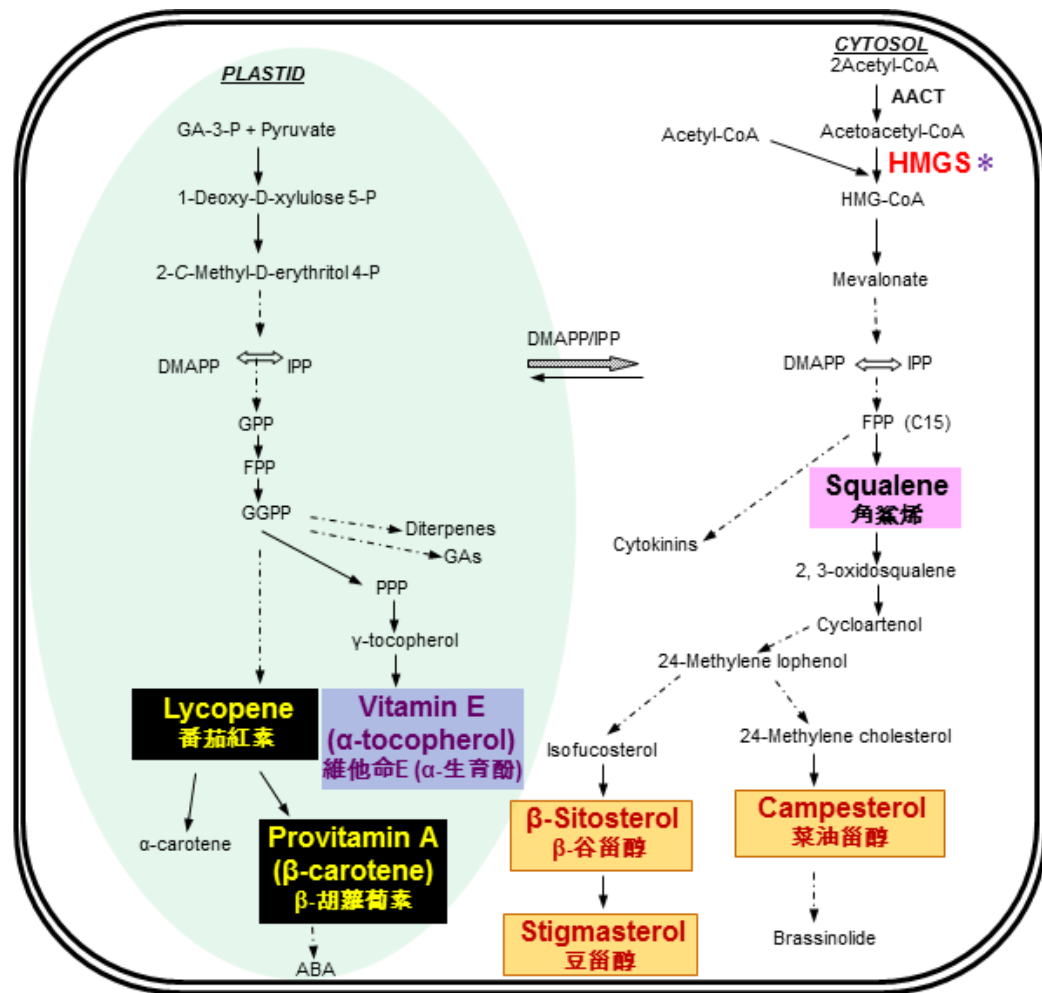 PLASTID
GA-3-P + Pyruvate
1-Deoxy-D-xylulose 5-P
2-C-Methyl-D-erythritol 4-P
DMAPP
IPP
GPP
FPP
GGPP
Diterpenes
GAs
PPP
γ-tocopherol
Lycopene
番茄紅素
Vitamin E
(α-tocopherol)
維他命E (α-生育酚)
α-carotene
Provitamin A
(β-carotene)
β-胡蘿蔔素
ABA
DMAPP/IPP
CYTOSOL
2Acetyl-CoA
AACT
Acetyl-CoA
Acetoacetyl-CoA
HMGS *
HMG-CoA
Mevalonate
DMAPP
IPP
FPP (C15)
Squalene
角鯊烯
Cytokinins
2, 3-oxidosqualene
Cycloartenol
24-Methylene lophenol
Isofucosterol
24-Methylene cholesterol
β-Sitosterol
β-谷甾醇
Campesterol
菜油甾醇
Stigmasterol
豆甾醇
Brassinolide